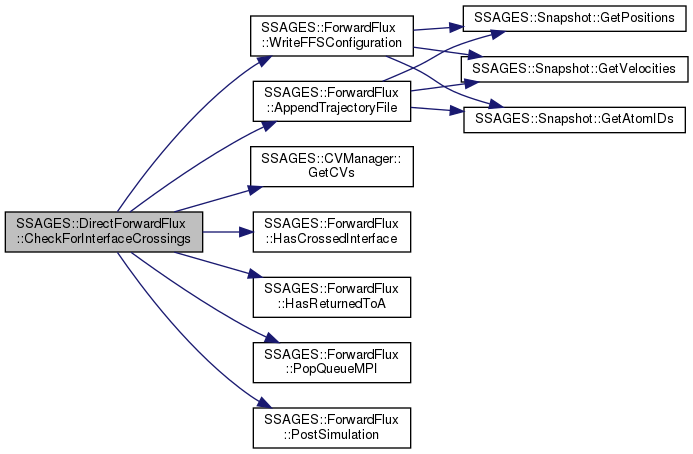 SSAGES::DirectForwardFlux
::CheckForInterfaceCrossings
SSAGES::ForwardFlux
::WriteFFSConfiguration
SSAGES::ForwardFlux
::AppendTrajectoryFile
SSAGES::CVManager::
GetCVs
SSAGES::ForwardFlux
::HasCrossedInterface
SSAGES::ForwardFlux
::HasReturnedToA
SSAGES::ForwardFlux
::PopQueueMPI
SSAGES::ForwardFlux
::PostSimulation
SSAGES::Snapshot::GetPositions
SSAGES::Snapshot::GetVelocities
SSAGES::Snapshot::GetAtomIDs